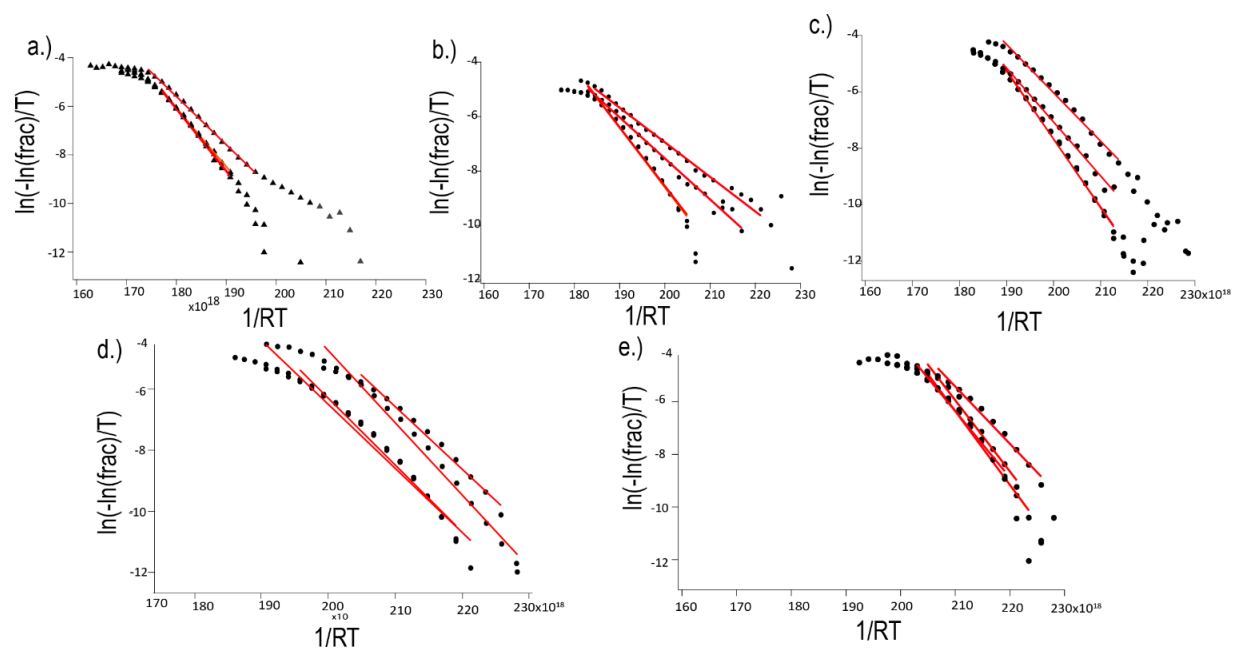 a.)
-4
-6
-8
-10
-12
160 170 180 190 200 210 220 230
x10¹⁸
1/RT
ln(-ln(frac)/T)
b.)
-4
-6
-8
-10
-12
160 170 180 190 200 210 220 230
1/RT
ln(-ln(frac)/T)
c.)
-4
-6
-8
-10
-12
160 170 180 190 200 210 220 230x10¹⁸
1/RT
ln(-ln(frac)/T)
d.)
-4
-6
-8
-10
-12
170 180 190 200 210 220 230x10¹⁸
x10
1/RT
ln(-ln(frac)/T)
e.)
-4
-6
-8
-10
-12
160 170 180 190 200 210 220 230x10¹⁸
1/RT
ln(-ln(frac)/T)